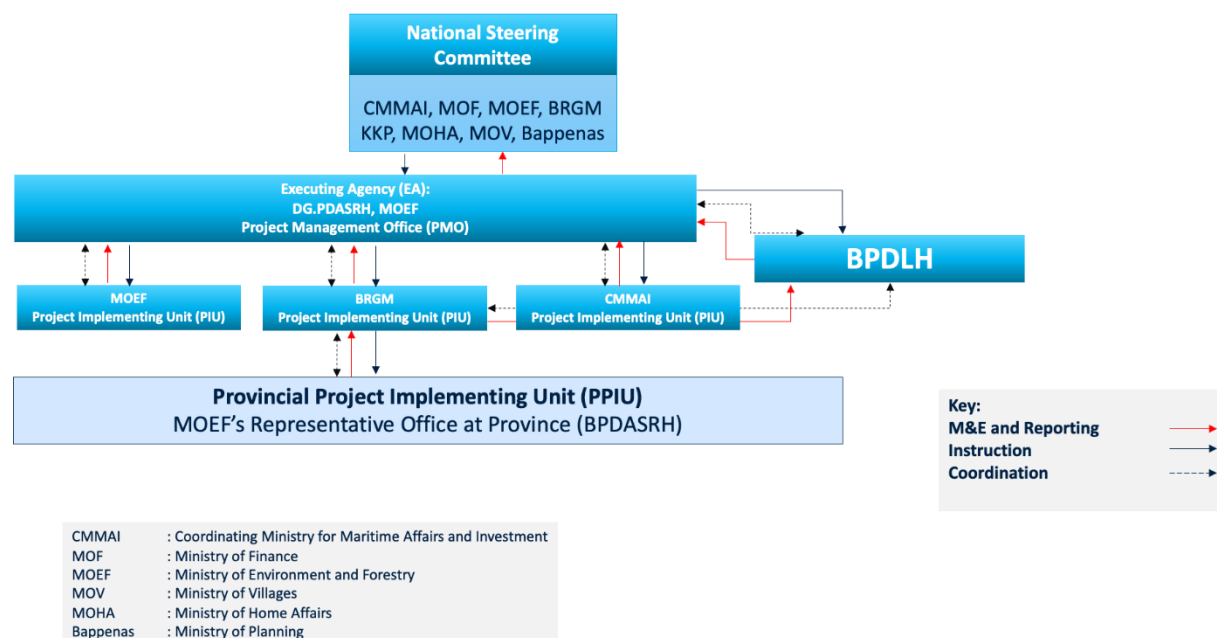 National Steering
Committee
CMMAI, MOF, MOEF, BRGM
KKP, MOHA, MOV, Bappenas
Executing Agency (EA):
DG.PDASRH, MOEF
Project Management Office (PMO)
BPDLH
MOEF
Project Implementing Unit (PIU)
BRGM
Project Implementing Unit (PIU)
CMMAI
Project Implementing Unit (PIU)
Provincial Project Implementing Unit (PPIU)
MOEF’s Representative Office at Province (BPDASRH)
Key:
M&E and Reporting
Instruction
Coordination
CMMAI : Coordinating Ministry for Maritime Affairs and Investment
MOF : Ministry of Finance
MOEF : Ministry of Environment and Forestry
MOV : Ministry of Villages
MOHA : Ministry of Home Affairs
Bappenas : Ministry of Planning